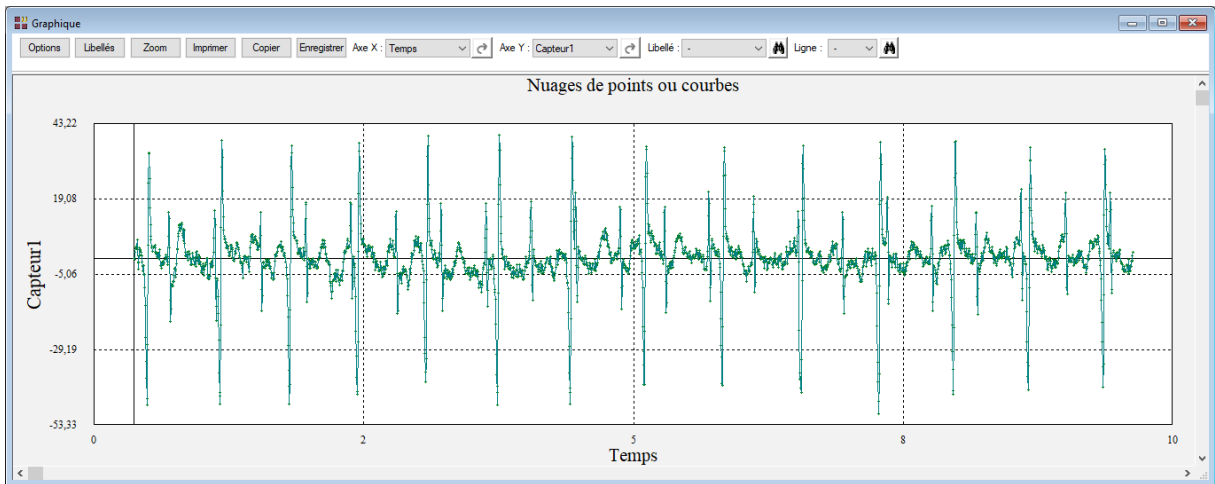 Graphique
Options Libellés Zoom Imprimer Copier Enregistrer Axe X : Temps Axe Y : Capteur1 Libellé : - Ligne : -
Nuages de points ou courbes
43,22
19,08
-5,06
-29,19
-53,33
Capteur1
0 2 5 8 10
Temps